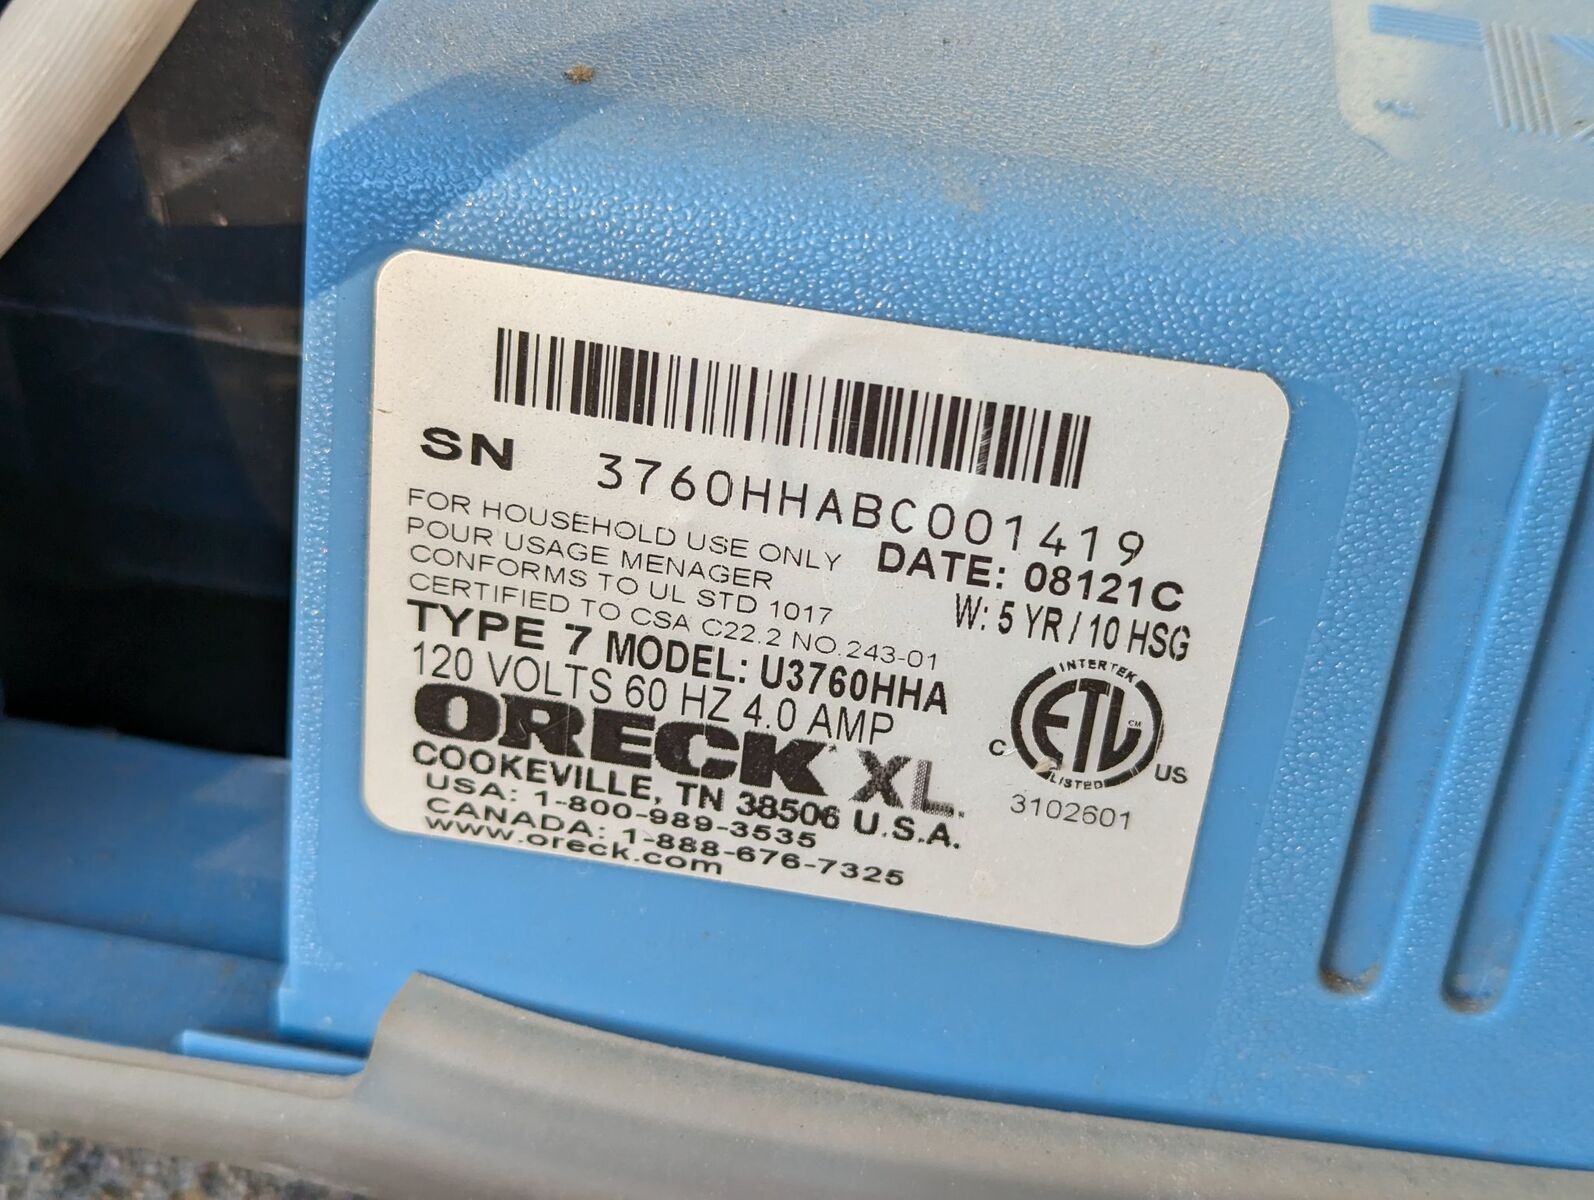 SN 3760HHABC001419
FOR HOUSEHOLD USE ONLY
POUR USAGE MENAGER
CONFORMS TO UL STD 1017
CERTIFIED TO CSA C22.2 NO.243-01
DATE: 08121C
W: 5 YR / 10 HSG
TYPE 7 MODEL: U3760HHA
120 VOLTS 60 HZ 4.0 AMP
ORECK XL.
COOKEVILLE, TN 38506 U.S.A.
USA: 1-800-989-3535
CANADA: 1-888-676-7325
www.oreck.com
INTERTEK
ETL CM
C US
LISTED
3102601